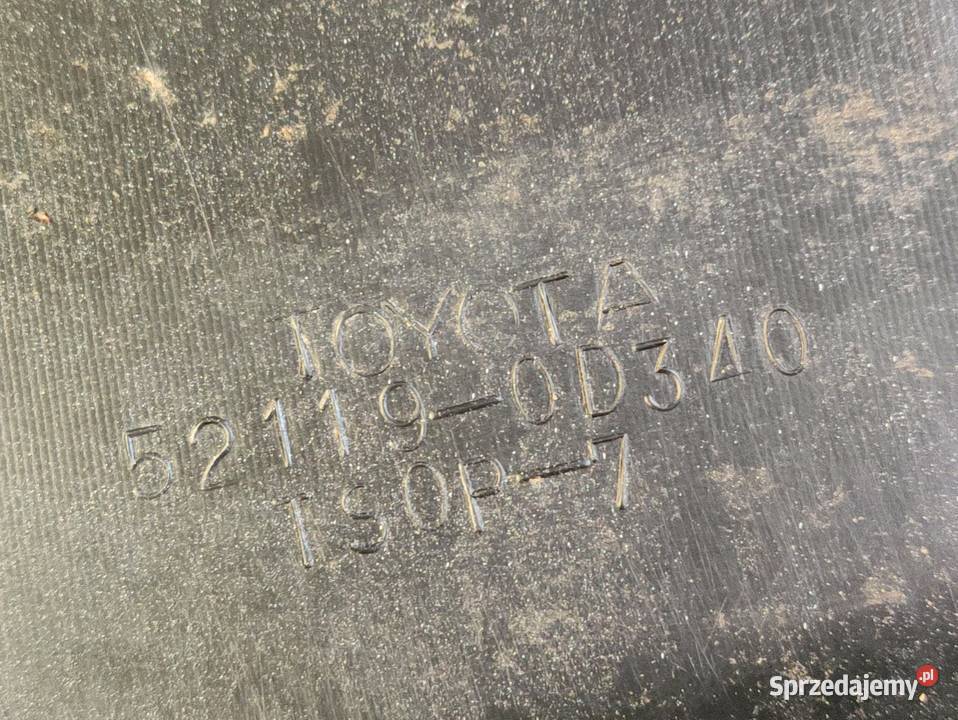 TOYOTA
52119-0D340
TSOP-7
Sprzedajemy.pl